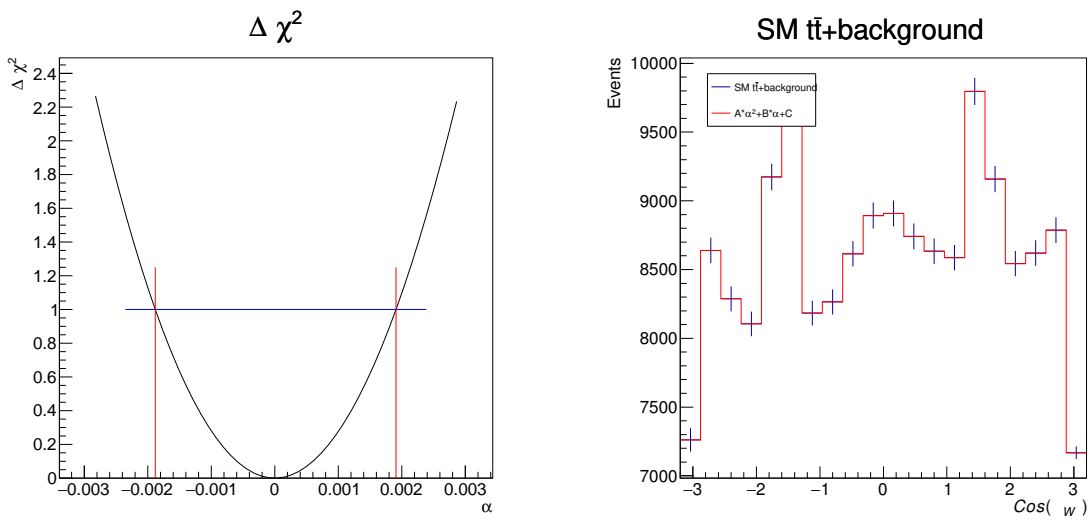 Δ χ²
Δ χ²
2.4
2.2
2
1.8
1.6
1.4
1.2
1
0.8
0.6
0.4
0.2
0
−0.003 −0.002 −0.001 0 0.001 0.002 0.003
α
SM tt̄+background
Events
10000
9500
9000
8500
8000
7500
7000
SM tt̄+background
A*α²+B*α+C
−3 −2 −1 0 1 2 3
Cos( W)